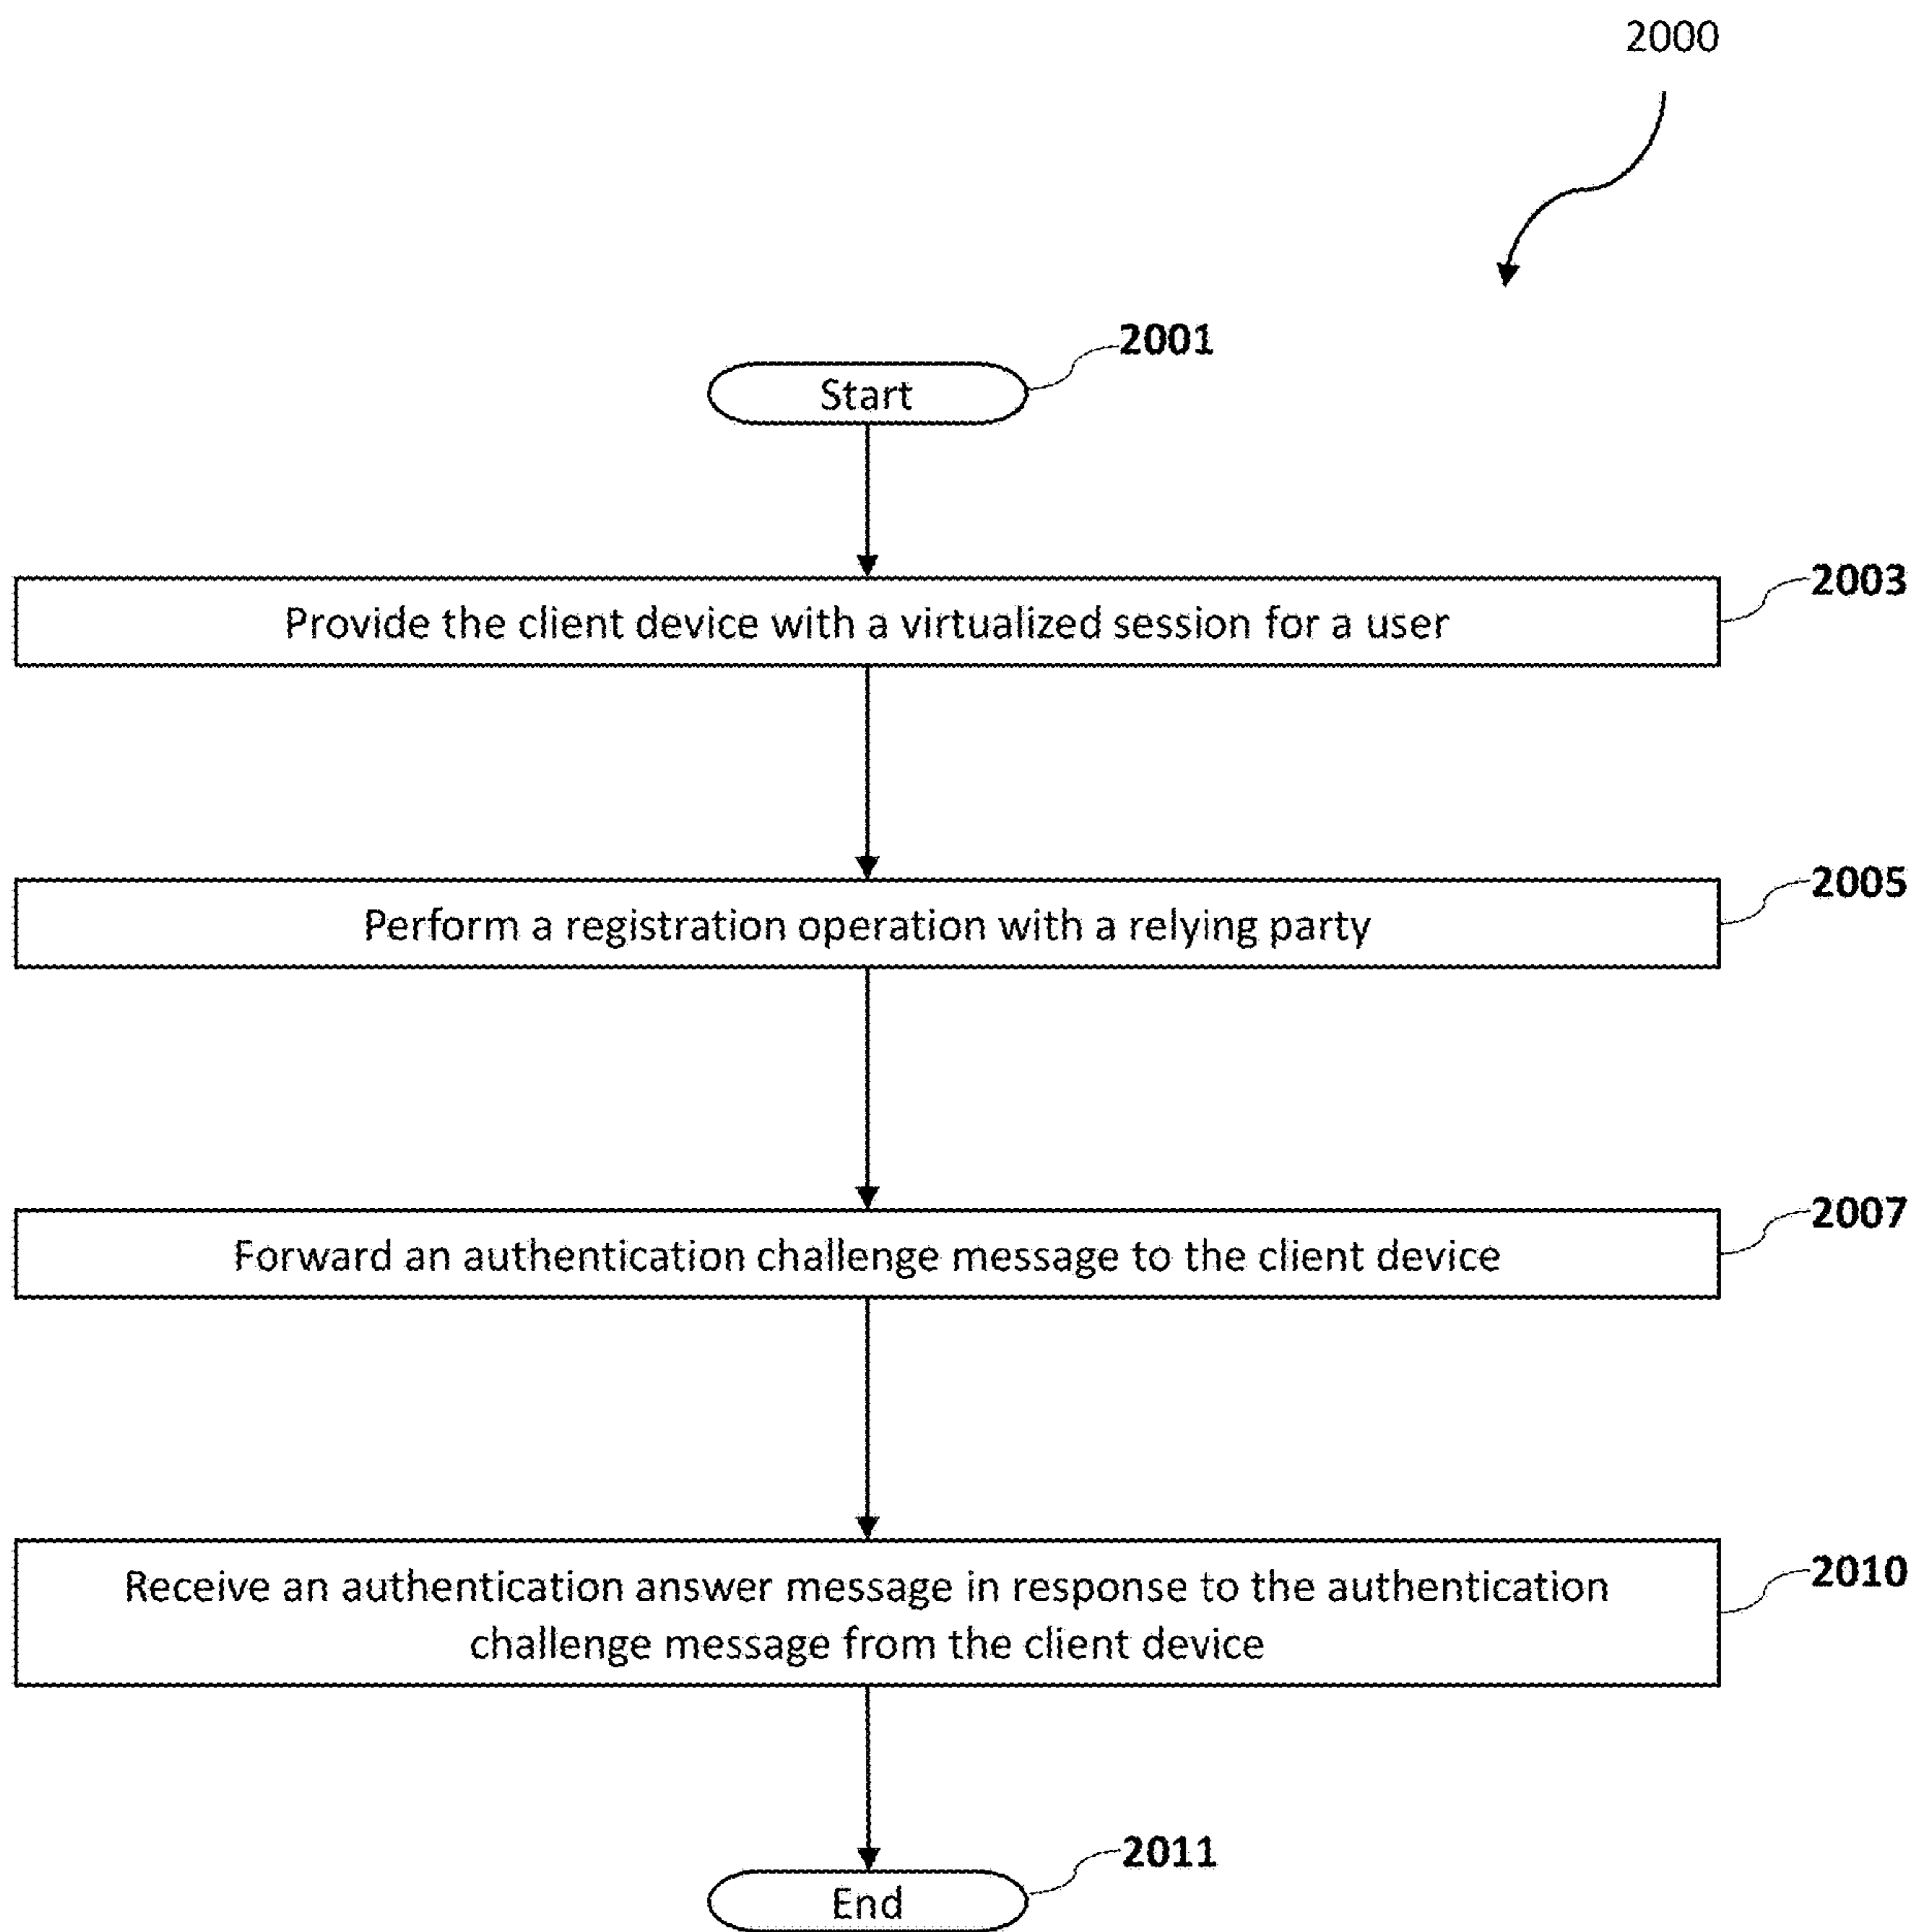 2000
2001
Start
2003
Provide the client device with a virtualized session for a user
2005
Perform a registration operation with a relying party
2007
Forward an authentication challenge message to the client device
2010
Receive an authentication answer message in response to the authentication
challenge message from the client device
2011
End